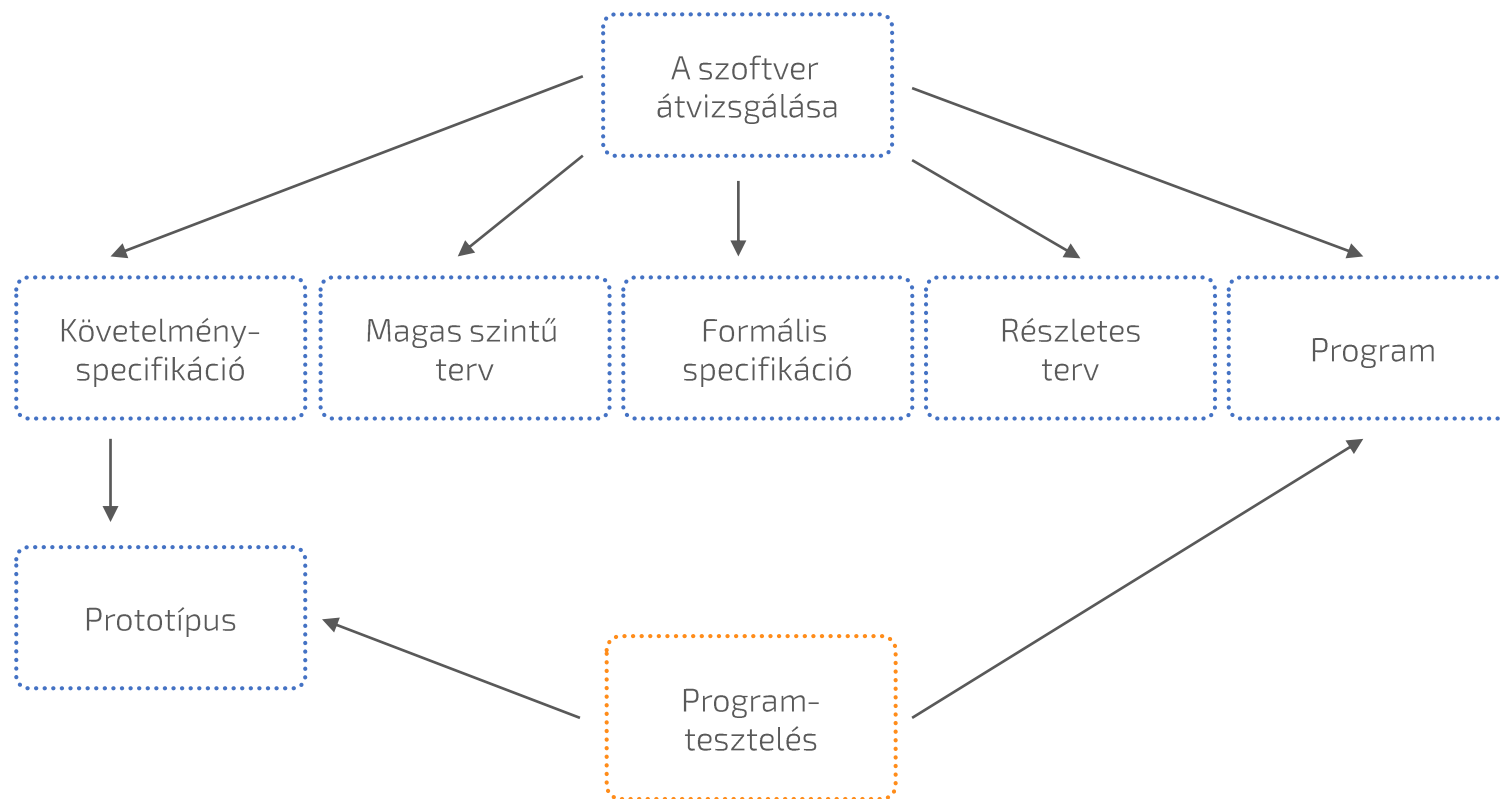 A szoftver
átvizsgálása
Követelmény-
specifikáció
Magas szintű
terv
Formális
specifikáció
Részletes
terv
Program
Prototípus
Program-
tesztelés